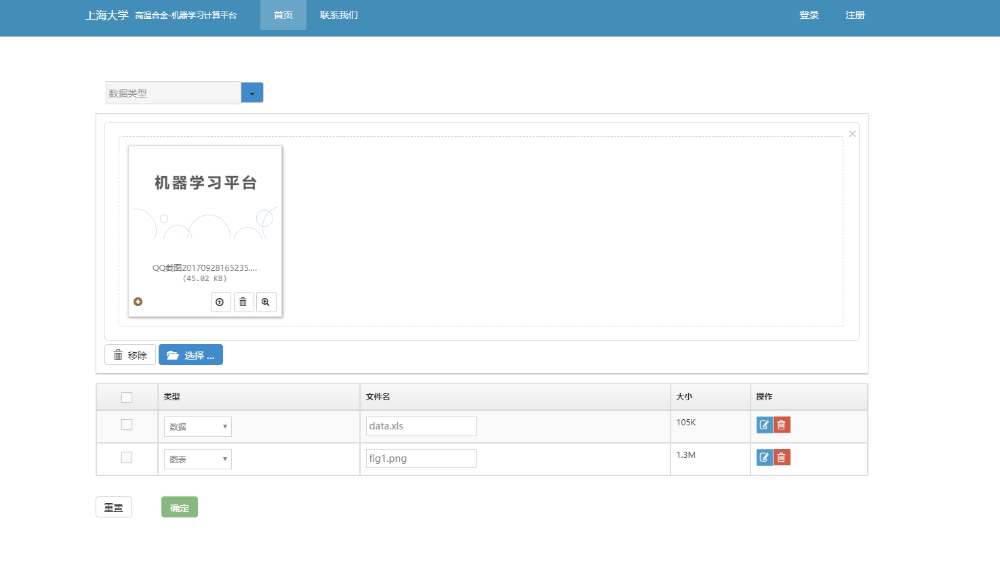 上海大学 高温合金-机器学习计算平台 首页 联系我们 登录 注册
数据类型
机器学习平台
QQ截图20170928165235....
(45.02 KB)
移除 选择 ...
类型 文件名 大小 操作
数据 data.xls 105K
图表 fig1.png 1.3M
重置 确定